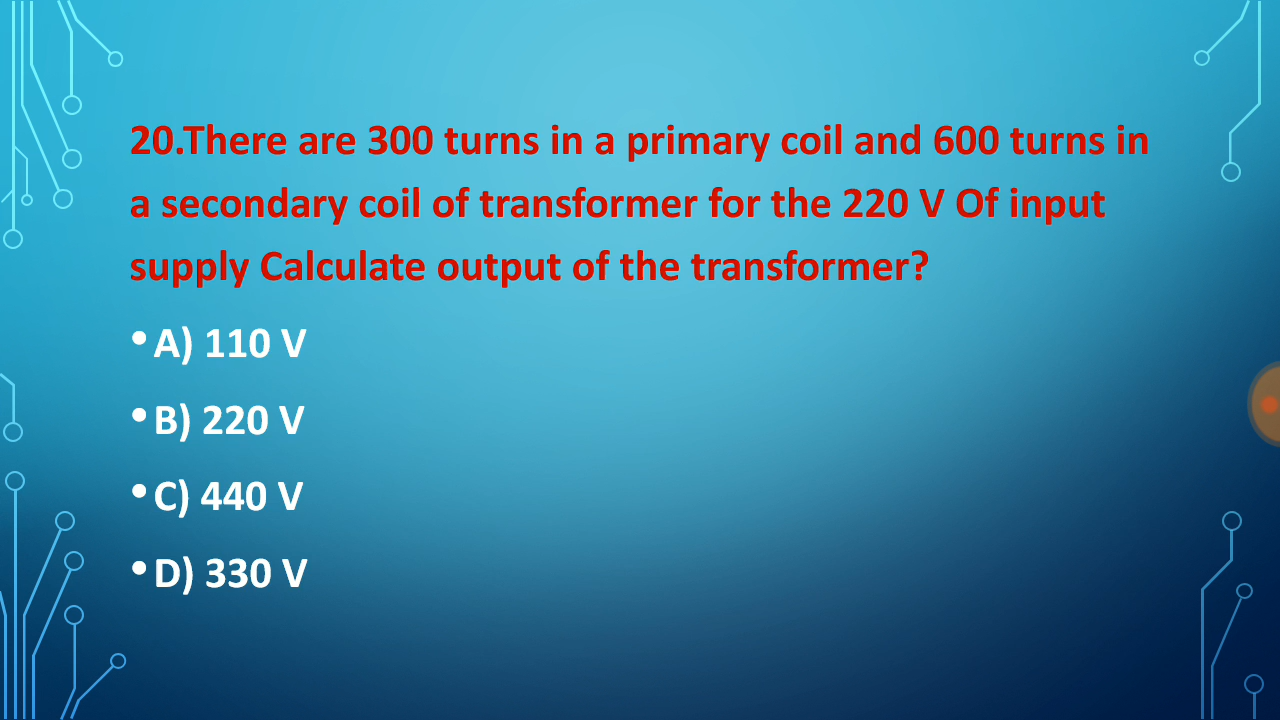 20.There are 300 turns in a primary coil and 600 turns in
a secondary coil of transformer for the 220 V Of input
supply Calculate output of the transformer?
•A) 110 V
•B) 220 V
•C) 440 V
•D) 330 V